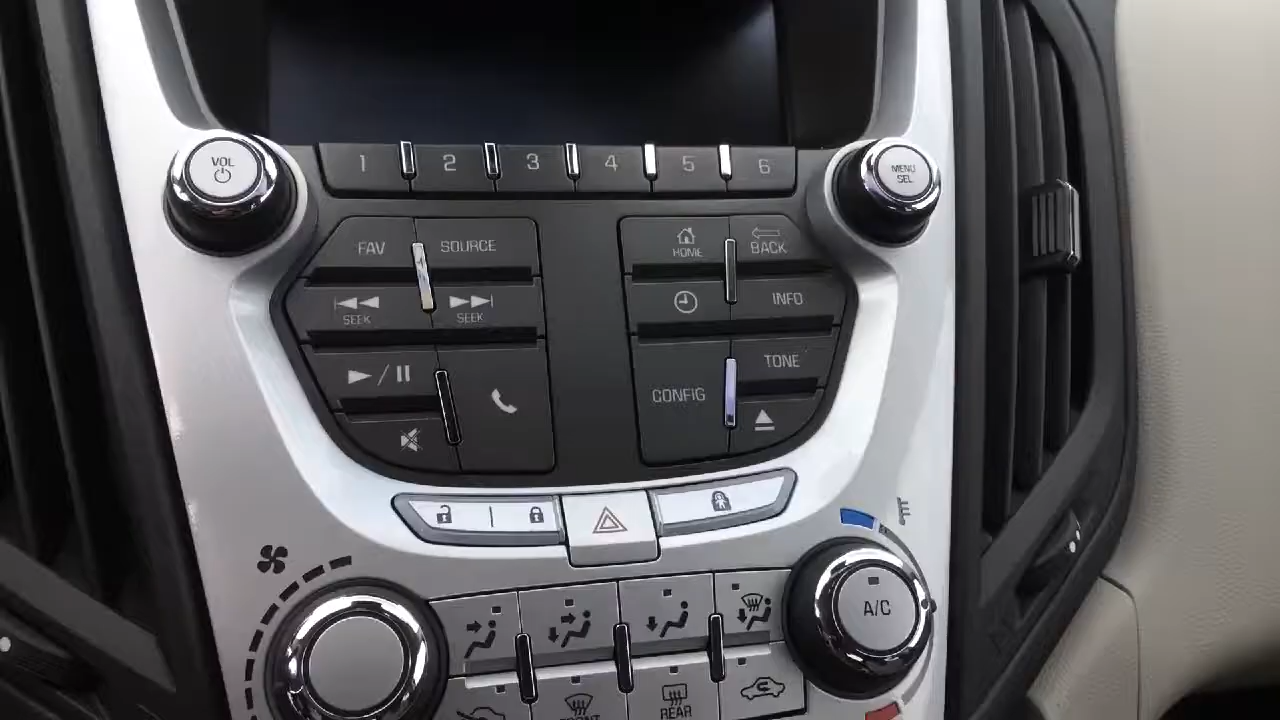 VOL
MENU
SEL
1 2 3 4 5 6
FAV SOURCE
HOME BACK
SEEK SEEK
INFO
TONE
CONFIG
A/C
FRONT
REAR